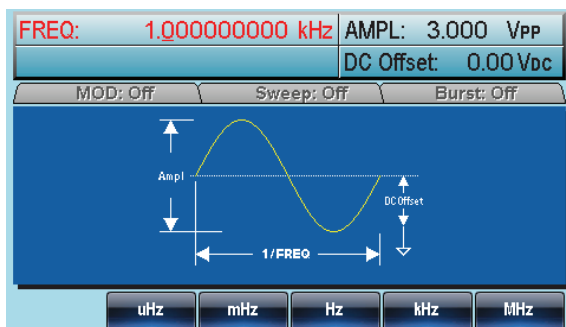 FREQ: 1.000000000 kHz AMPL: 3.000 VPP
DC Offset: 0.00 VDC
MOD: Off Sweep: Off Burst: Off
Ampl
DC Offset
1/FREQ
uHz mHz Hz kHz MHz